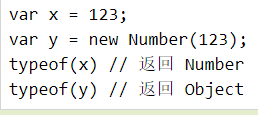 var x = 123;
var y = new Number(123);
typeof(x) // 返回 Number
typeof(y) // 返回 Object